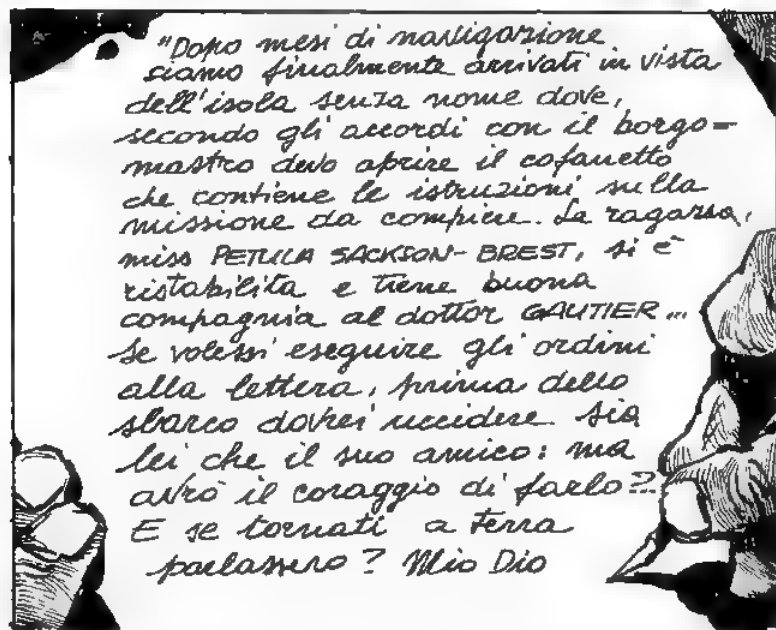 "Dopo mesi di navigazione
siamo finalmente arrivati in vista
dell'isola senza nome dove,
secondo gli accordi con il borgo=
mastro devo aprire il cofanetto
che contiene le istruzioni sulla
missione da compiere. La ragazza,
miss PETULA SACKSON-BREST, si è
ristabilita e tiene buona
compagnia al dottor GAUTIER...
se volessi eseguire gli ordini
alla lettera, prima dello
sbarco dovrei uccidere sia
lei che il suo amico: ma
avrò il coraggio di farlo?..
E se tornati a terra
parlassero? Mio Dio